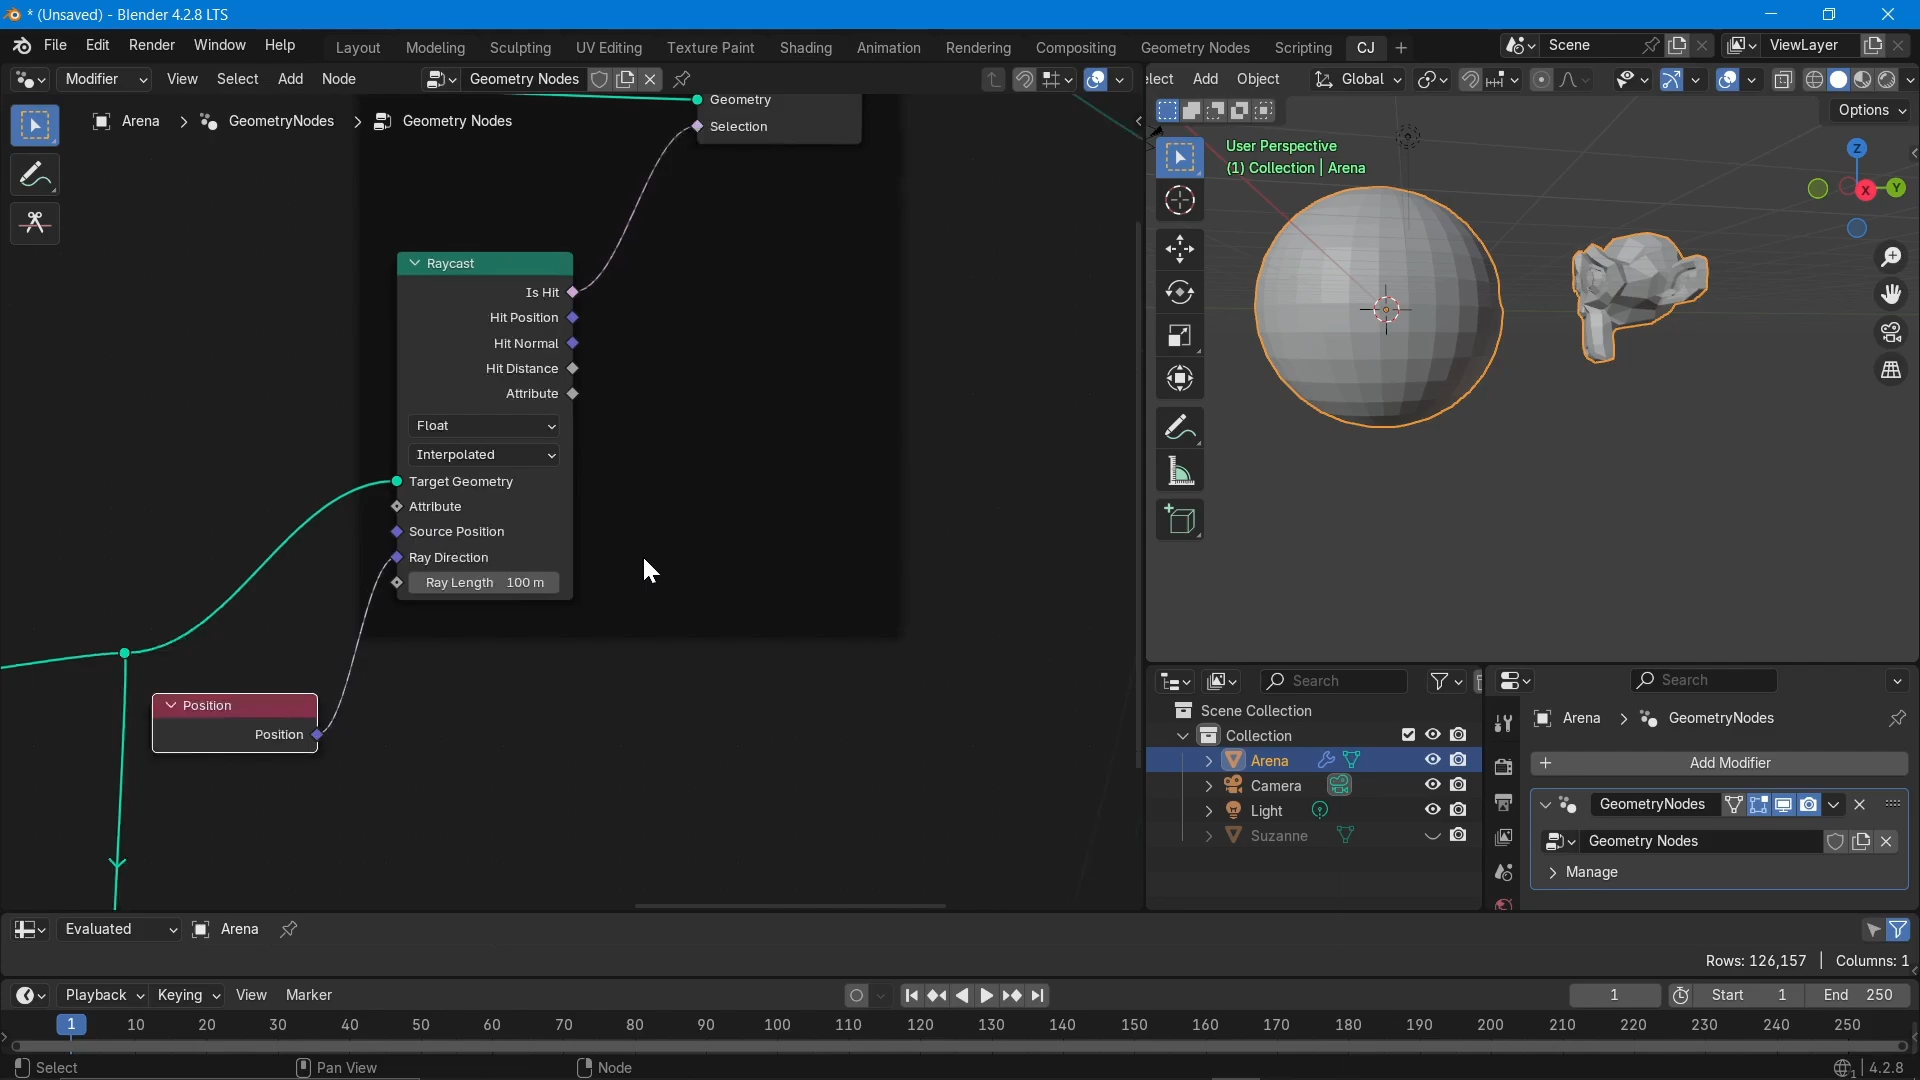 * (Unsaved) - Blender 4.2.8 LTS
File Edit Render Window Help
Layout Modeling Sculpting UV Editing Texture Paint Shading Animation Rendering Compositing Geometry Nodes Scripting CJ
Scene
ViewLayer
Modifier View Select Add Node
Geometry Nodes
lect Add Object
Global
Arena > GeometryNodes > Geometry Nodes
Geometry
Selection
Raycast
Is Hit
Hit Position
Hit Normal
Hit Distance
Attribute
Float
Interpolated
Target Geometry
Attribute
Source Position
Ray Direction
Ray Length 100 m
Position
Position
Options
User Perspective
(1) Collection | Arena
Z
X
Y
Search
Scene Collection
Collection
Arena
Camera
Light
Suzanne
Search
Arena > GeometryNodes
Add Modifier
GeometryNodes
Geometry Nodes
Manage
Evaluated
Arena
Rows: 126,157 | Columns: 1
Playback Keying View Marker
1
Start 1
End 250
1 10 20 30 40 50 60 70 80 90 100 110 120 130 140 150 160 170 180 190 200 210 220 230 240 250
Select
Pan View
Node
1 | 4.2.8